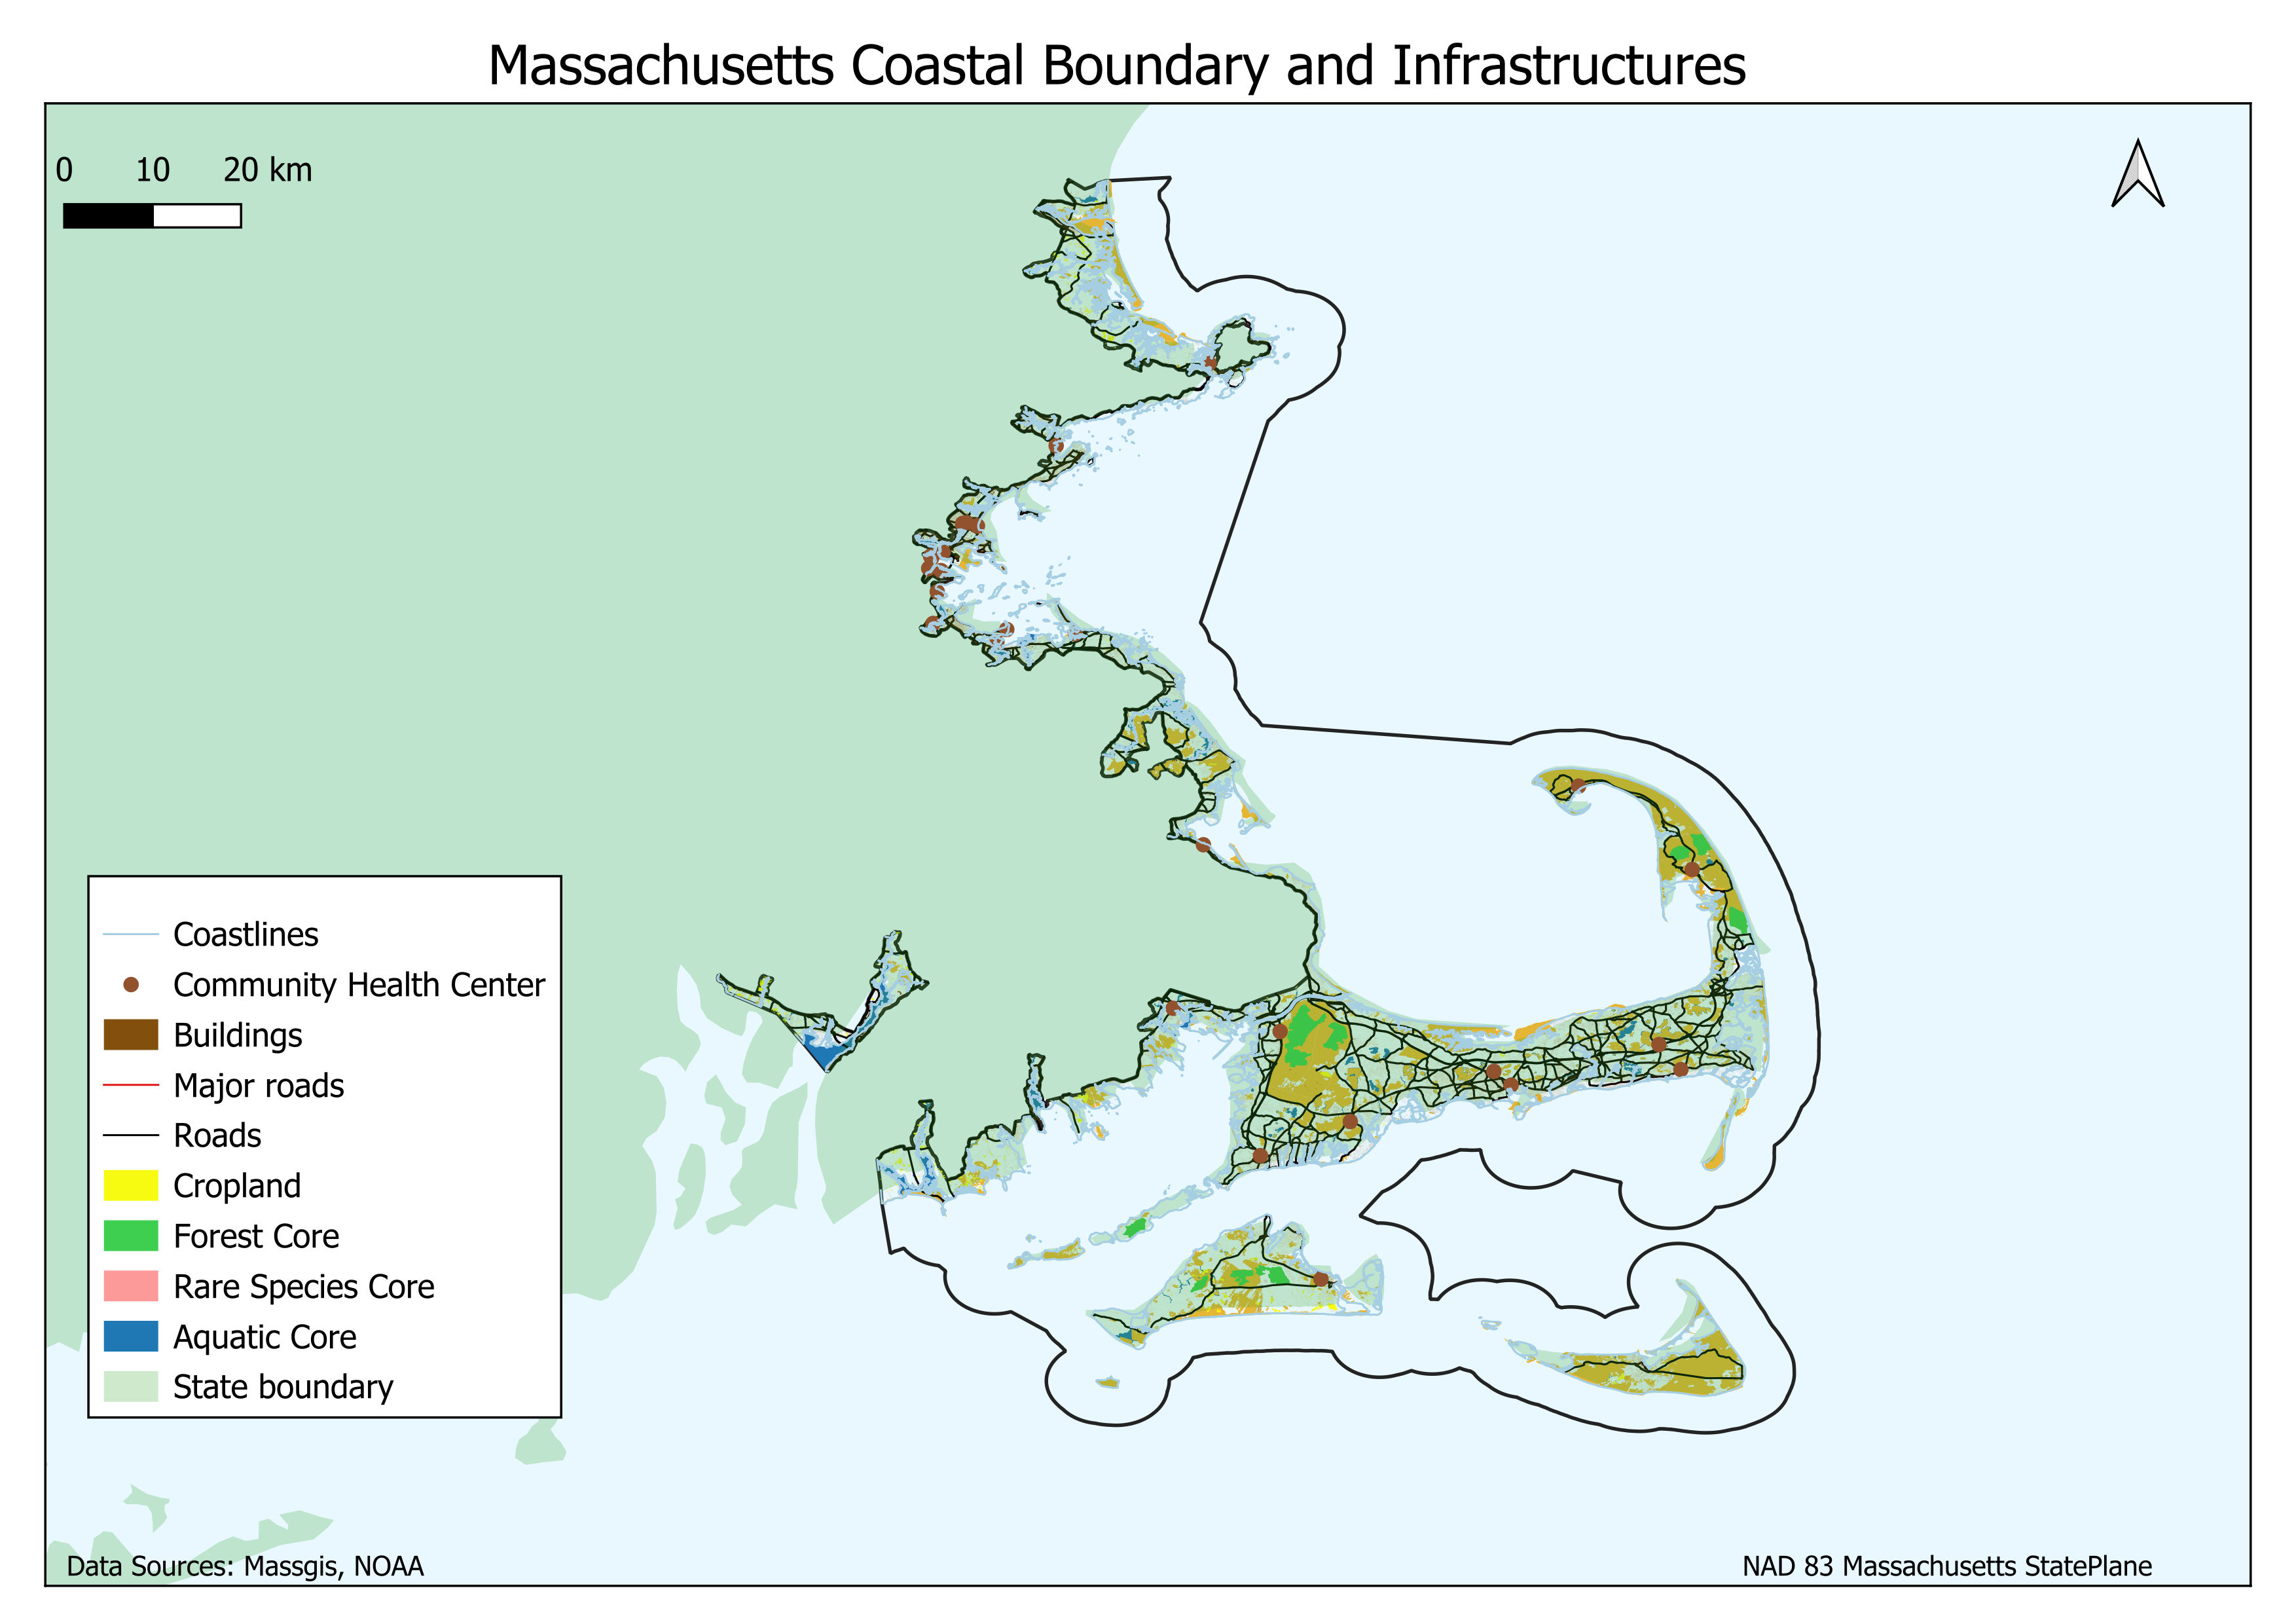 Massachusetts Coastal Boundary and Infrastructures
0 10 20 km
Coastlines
Community Health Center
Buildings
Major roads
Roads
Cropland
Forest Core
Rare Species Core
Aquatic Core
State boundary
Data Sources: Massgis, NOAA
NAD 83 Massachusetts StatePlane